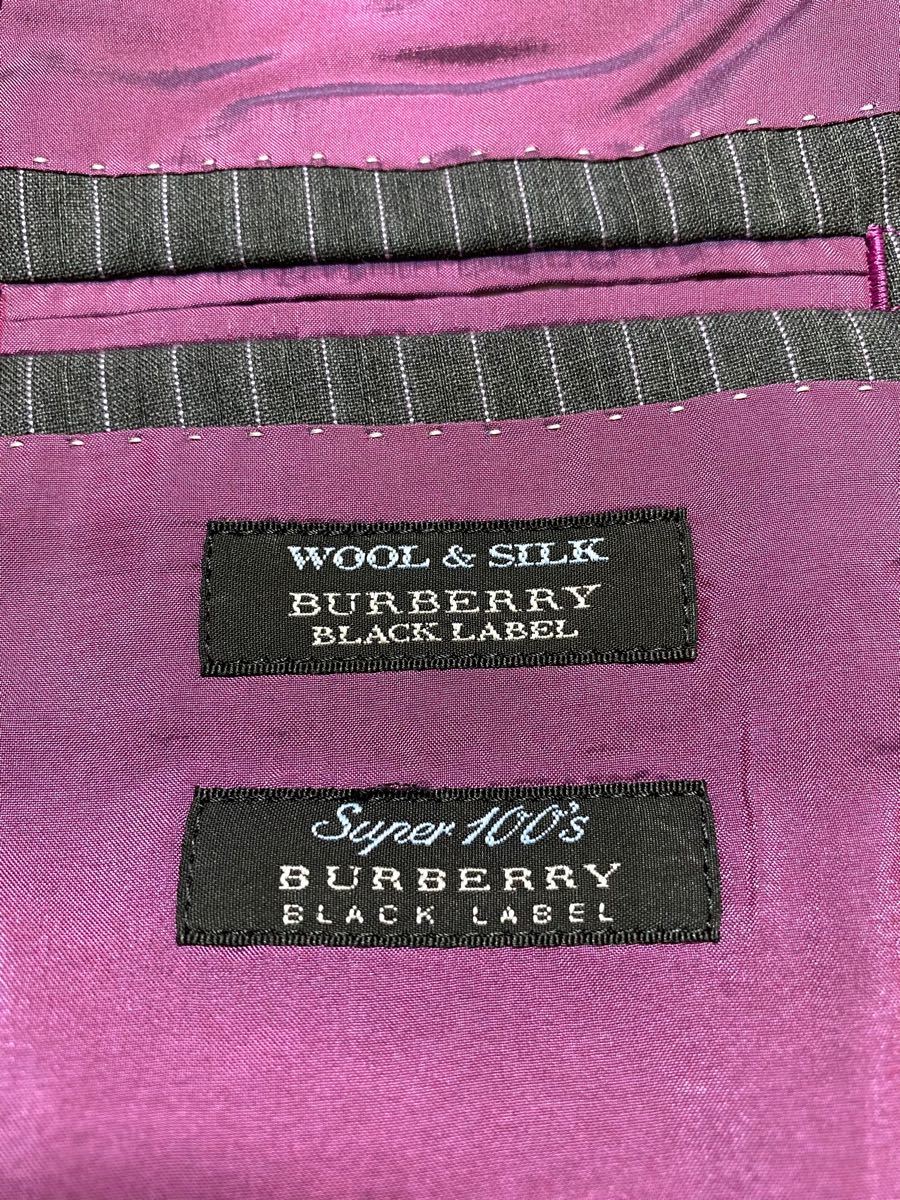 WOOL & SILK
BURBERRY
BLACK LABEL
Super 100's
BURBERRY
BLACK LABEL